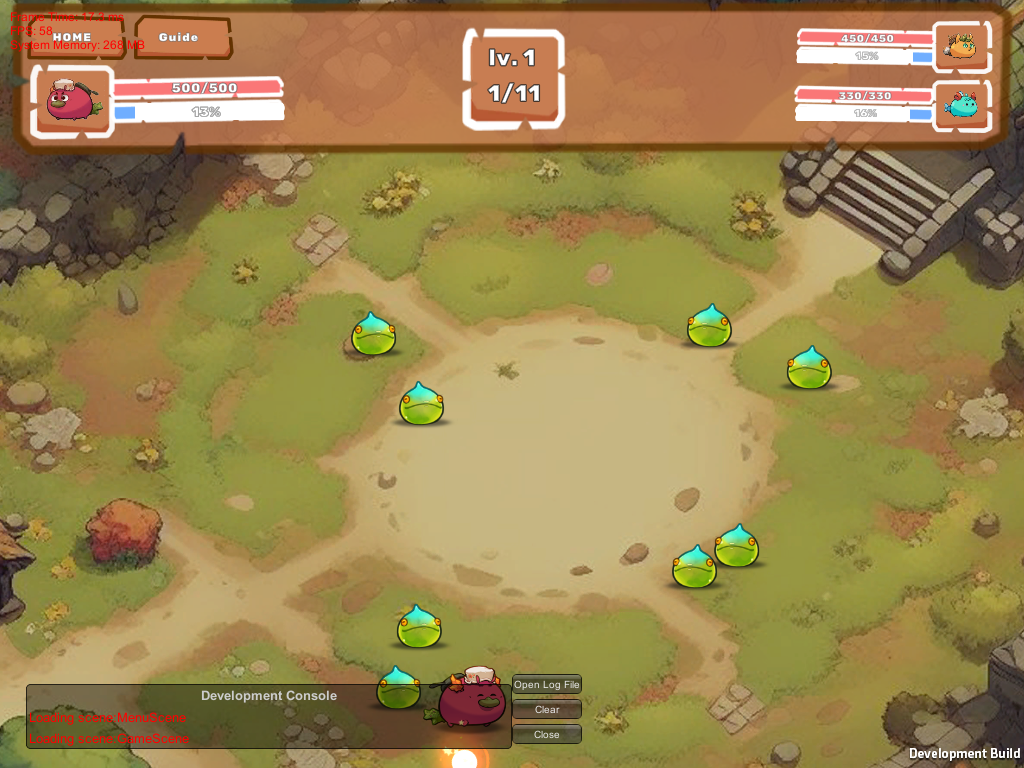 Frame Time: 17.3 ms
FPS: 58
System Memory: 268 MB
HOME
Guide
500/500
13%
lv. 1
1/11
450/450
15%
330/330
16%
Development Console
Loading scene:MenuScene
Loading scene:GameScene
Open Log File
Clear
Close
Development Build